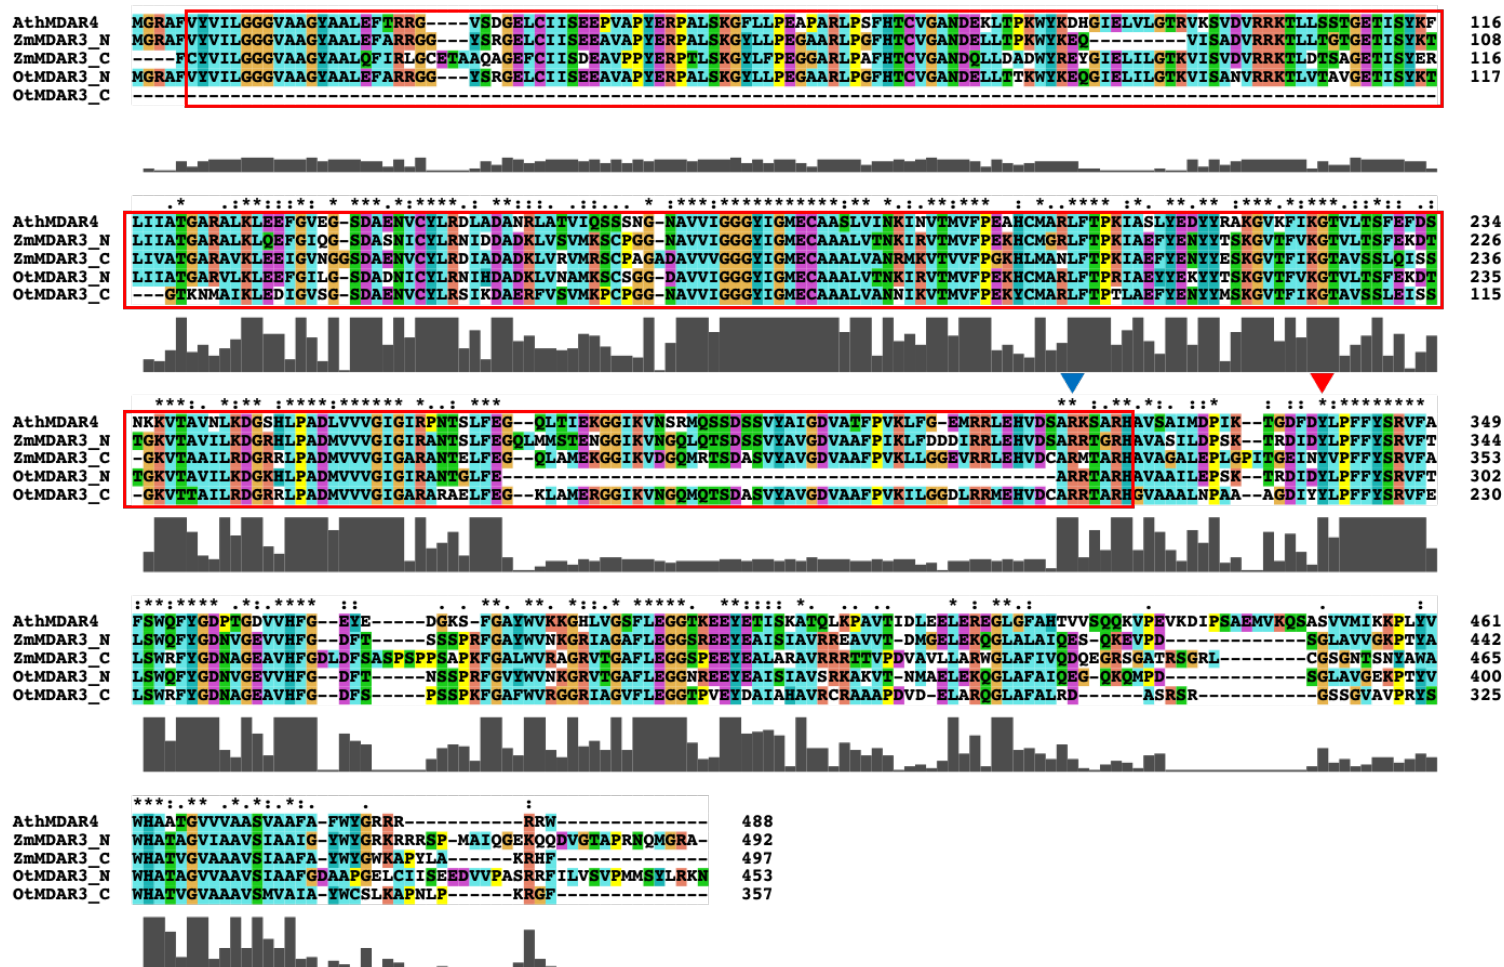 AthMDAR4 MGRAFVYVILGGGVAAGYAALEFTRRG----VSDGELCIISEEPVAPYERPALSKGFLLPEAPARLPSFHTCVGANDEKLTPKWYKDHGIELVLGTRVKSVDVRRKTLLSSTGETISYKF 116
ZmMDAR3_N MGRAFVYVILGGGVAAGYAALEFARRGG---YSRGELCIISEEAVAPYERPALSKGYLLPEGAARLPGFHTCVGANDELLTPKWYKEQ---------VISADVRRKTLLTGTGETISYKT 108
ZmMDAR3_C ----FCYVILGGGVAAGYAALQFIRLGCETAAQAGEFCIISDEAVPPYERPTLSKGYLFPEGGARLPAFHTCVGANDQLLDADWYREYGIELILGTKVISVDVRRKTLDTSAGETISYER 116
OtMDAR3_N MGRAFVYVILGGGVAAGYAALEFARRGG---YSRGELCIISEEAVAPYERPALSKGYLLPEGAARLPGFHTCVGANDELLTTKWYKEQGIELILGTKVISANVRRKTLVTAVGETISYKT 117
OtMDAR3_C ------------------------------------------------------------------------------------------------------------------------
AthMDAR4 LIIATGARALKLEEFGVEG-SDAENVCYLRDLADANRLATVIQSSSNG-NAVVIGGGYIGMECAASLVINKINVTMVFPEAHCMARLFTPKIASLYEDYYRAKGVKFIKGTVLTSFEFDS 234
ZmMDAR3_N LIIATGARALKLQEFGIQG-SDASNICYLRNIDDADKLVSVMKSCPGG-NAVVIGGGYIGMECAAALVTNKIRVTMVFPEKHCMGRLFTPKIAEFYENYYTSKGVTFVKGTVLTSFEKDT 226
ZmMDAR3_C LIVATGARAVKLEEIGVNGGSDAENVCYLRDIADADKLVRVMRSCPAGADAVVVGGGYIGMECAAALVANRMKVTMVFPGKHLMANLFTPKIAEYYENYYESKGVTFIKGTAVSSLQISS 236
OtMDAR3_N LIIATGARVLKLEEFGILG-SDADNICYLRNIHDADKLVNAMKSCSGG-DAVVIGGGYIGMECAAALVTNKIRVTMVFPEKHCMARLFTPRIAEYYEKYYTSKGVTFVKGTVLTSFEKDT 235
OtMDAR3_C ---GTKNMAIKLEDIGVSG-SDAENVCYLRSIKDAERFVSVMKPCPGG-NAVVIGGGYIGMECAAALVANNIKVTMVFPEKYCMARLFTPTLAEFYENYYMSKGVTFIKGTAVSSLEISS 115
AthMDAR4 NKKVTAVNLKDGSHLPADLVVVGIGIRPNTSLFEG--QLTIEKGGIKVNSRMQSSDSSVYAIGDVATFPVKLFG-EMRRLEHVDSARKSARHAVSAIMDPIK--TGDFDYLPFFYSRVFA 349
ZmMDAR3_N TGKVTAVILKDGRHLPADMVVVGIGIRANTSLFEGQLMMSTENGGIKVNGQLQTSDSSVYAVGDVAAFPIKLFDDDIRRLEHVDSARRTGRHAVASILDPSK--TRDIDYLPFFYSRVFT 344
ZmMDAR3_C -GKVTAAILRDGRRLPADMVVVGIGARANTELFEG--QLAMEKGGIKVDGQMRTSDASVYAVGDVAAFPVKLLGGEVRRLEHVDCARMTARHAVAGALEPLGPITGEINYVPFFYSRVFA 353
OtMDAR3_N TGKVTAVILKDGKHLPADMVVVGIGIRANTGLFE---------------------------------------------------ARRTARHAVAAILEPSK--TRDIDYLPFFYSRVFT 302
OtMDAR3_C -GKVTTAILRDGRRLPADMVVVGIGARARAELFEG--KLAMERGGIKVNGQMQTSDASVYAVGDVAAFPVKILGGDLRRMEHVDCARRTARHGVAAALNPAA--AGDIYYLPFFYSRVFE 230
AthMDAR4 FSWQFYGDPTGDVVHFG--EYE-----DGKS-FGAYWVKKGHLVGSFLEGGTKEEYETISKATQLKPAVTIDLEELEREGLGFAHTVVSQQKVPEVKDIPSAEMVKQSASVVMIKKPLYV 461
ZmMDAR3_N LSWQFYGDNVGEVVHFG--DFT-----SSSPRFGAYWVNKGRIAGAFLEGGSREEYEAISIAVRREAVVT-DMGELEKQGLALAIQES-QKEVPD-------------SGLAVVGKPTYA 442
ZmMDAR3_C LSWRFYGDNAGEAVHFGDLDFSASPSPPSAPKFGALWVRAGRVTGAFLEGGSPEEYEALARAVRRRTTVPDVAVLLARWGLAFIVQDQEGRSGATRSGRL--------CGSGNTSNYAWA 465
OtMDAR3_N LSWQFYGDNVGEVVHFG--DFT-----NSSPRFGVYWVNKGRVTGAFLEGGNREEYEAISIAVSRKAKVT-NMAELEKQGLAFAIQEG-QKQMPD-------------SGLAVGEKPTYV 400
OtMDAR3_C LSWRFYGDNAGEAVHFG--DFS-----PSSPKFGAFWVRGGRIAGVFLEGGTPVEYDAIAHAVRCRAAAPDVD-ELARQGLAFALRD------ASRSR----------GSSGVAVPRYS 325
AthMDAR4 WHAATGVVVAASVAAFA-FWYGRRR-----------RRW-------------- 488
ZmMDAR3_N WHATAGVIAAVSIAAIG-YWYGRKRRRSP-MAIQGEKQQDVGTAPRNQMGRA- 492
ZmMDAR3_C WHATVGVAAAVSIAAFA-YWYGWKAPYLA------KRHF-------------- 497
OtMDAR3_N WHATAGVVAAVSIAAFGDAAPGELCIISEEDVVPASRRFILVSVPMMSYLRKN 453
OtMDAR3_C WHATVGVAAAVSMVAIA-YWCSLKAPNLP------KRGF-------------- 357